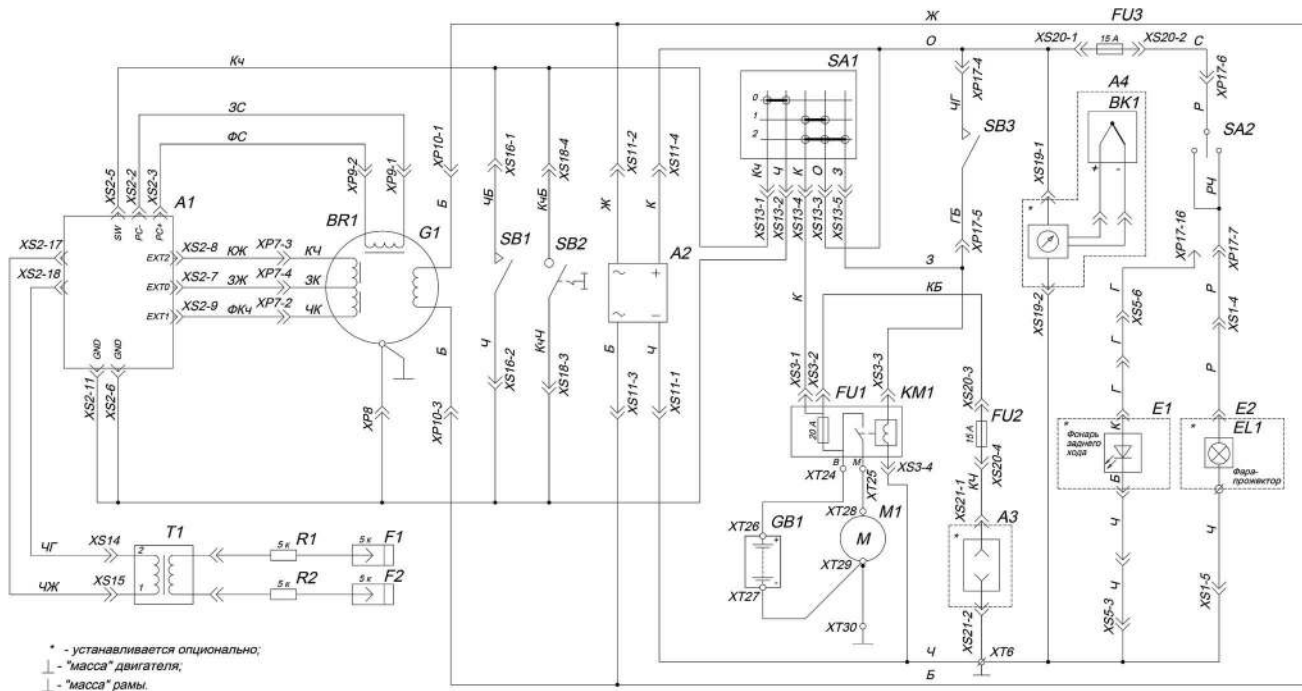 Ж
FU3
О
XS20-1
15 А
XS20-2
С
Кч
ЗС
ФС
SA1
0
1
2
Кч
Ч
К
О
З
XS13-1
XS13-2
XS13-4
XS13-3
XS13-5
XP17-4
ЧГ
SB3
ГБ
XP17-5
A4
BK1
+
-
XS19-1
*
XS19-2
XP17-6
Р
SA2
РЧ
XP17-16
XP17-7
XS2-5
XS2-2
XS2-3
A1
SW
PC-
PC+
XS2-17
XS2-18
EXT2
EXT0
EXT1
XS2-8
XS2-7
XS2-9
КЖ
ЗЖ
ФКч
XP7-3
XP7-4
XP7-2
КЧ
ЗК
ЧК
GND
GND
XS2-11
XS2-6
XP9-2
XP9-1
XP10-1
BR1
G1
Б
Б
XP8
XP10-3
XS16-1
ЧБ
SB1
Ч
XS16-2
XS18-4
КчБ
SB2
КчЧ
XS18-3
XS11-2
XS11-4
Ж
К
A2
~
+
~
-
Б
Ч
XS11-3
XS11-1
З
К
КБ
XS3-1
XS3-2
XS3-3
FU1
KM1
20 А
В
М
XT24
XT25
XS3-4
XS20-3
FU2
15 А
XS20-4
КЧ
XS21-1
A3
*
XS21-2
XT6
XT28
M1
M
XT29
XT30
GB1
XT26
+
-
XT27
Г
XS5-6
Г
Г
E1
*
Фонарь
заднего
хода
К
Б
Ч
Ч
XS5-3
Р
XS1-4
Р
E2
*
EL1
Фара-
прожектор
Ч
XS1-5
Ч
Б
ЧГ
XS14
T1
2
1
ЧЖ
XS15
5 к
R1
5 к
F1
5 к
R2
5 к
F2
* - устанавливается опционально;
- "масса" двигателя;
- "масса" рамы.